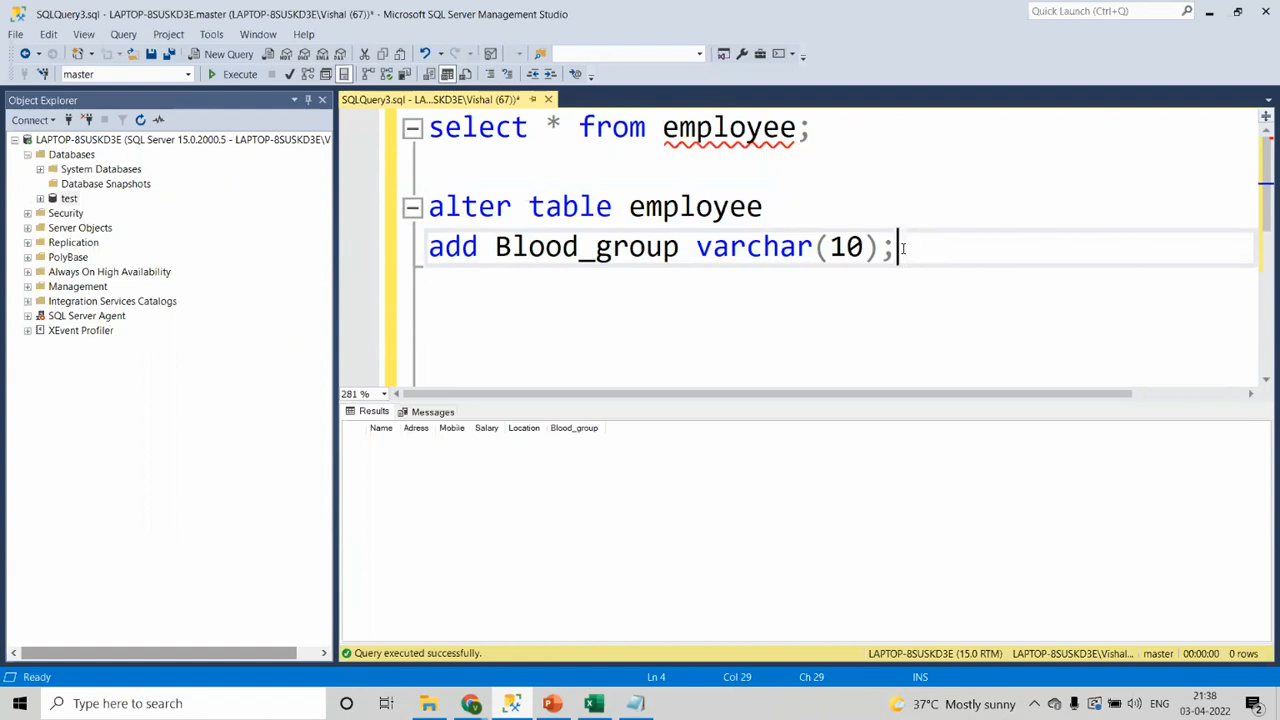 SQLQuery3.sql - LAPTOP-8SUSKD3E.master (LAPTOP-8SUSKD3E\Vishal (67))* - Microsoft SQL Server Management Studio
Quick Launch (Ctrl+Q)
File Edit View Query Project Tools Window Help
New Query
master
Execute
Object Explorer
SQLQuery3.sql - LA...SKD3E\Vishal (67))*
Connect
LAPTOP-8SUSKD3E (SQL Server 15.0.2000.5 - LAPTOP-8SUSKD3E\V
Databases
System Databases
Database Snapshots
test
Security
Server Objects
Replication
PolyBase
Always On High Availability
Management
Integration Services Catalogs
SQL Server Agent
XEvent Profiler
select * from employee;
alter table employee
add Blood_group varchar(10);
281 %
Results Messages
Name Adress Mobile Salary Location Blood_group
Query executed successfully.
LAPTOP-8SUSKD3E (15.0 RTM) LAPTOP-8SUSKD3E\Vishal... master 00:00:00 0 rows
Ready
Ln 4 Col 29 Ch 29 INS
Type here to search
37°C Mostly sunny
ENG
21:38
03-04-2022
2